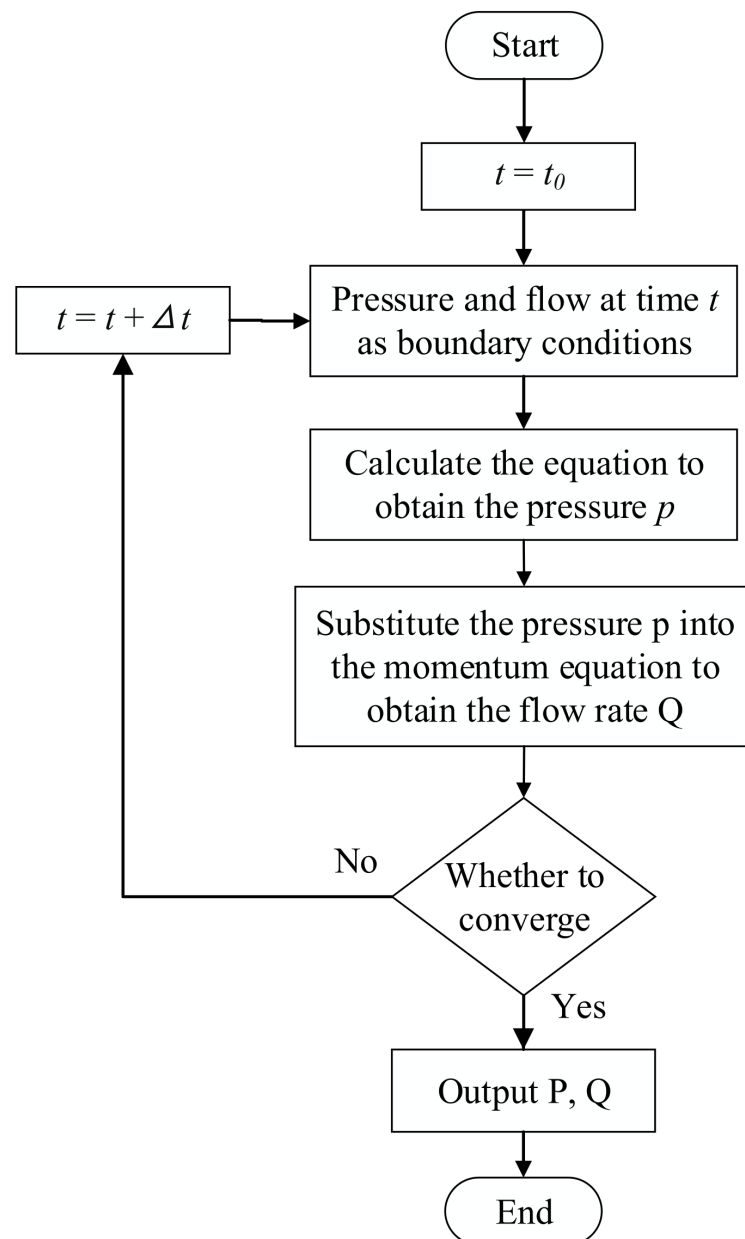 Start
t = t₀
Pressure and flow at time t
as boundary conditions
t = t + Δ t
Calculate the equation to
obtain the pressure p
Substitute the pressure p into
the momentum equation to
obtain the flow rate Q
Whether to
converge
No
Yes
Output P, Q
End